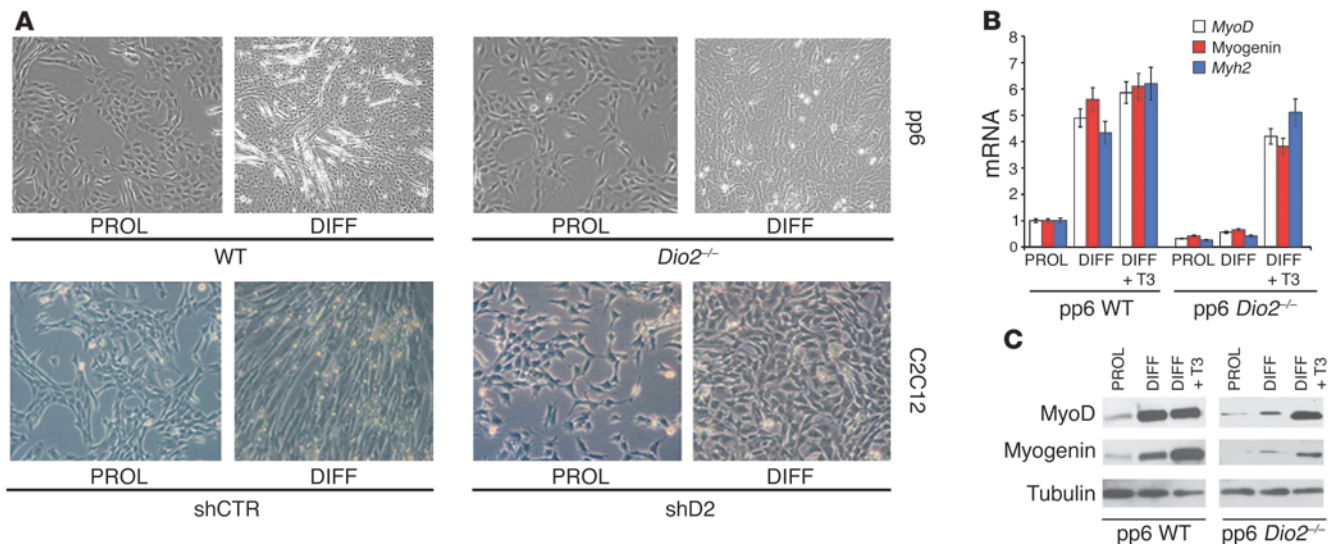 A
PROL DIFF PROL DIFF
WT Dio2–/–
pp6
PROL DIFF PROL DIFF
shCTR shD2
C2C12
B
MyoD
Myogenin
Myh2
mRNA
8
7
6
5
4
3
2
1
0
PROL DIFF DIFF + T3 PROL DIFF DIFF + T3
pp6 WT pp6 Dio2–/–
C
PROL DIFF DIFF + T3 PROL DIFF DIFF + T3
MyoD
Myogenin
Tubulin
pp6 WT pp6 Dio2–/–